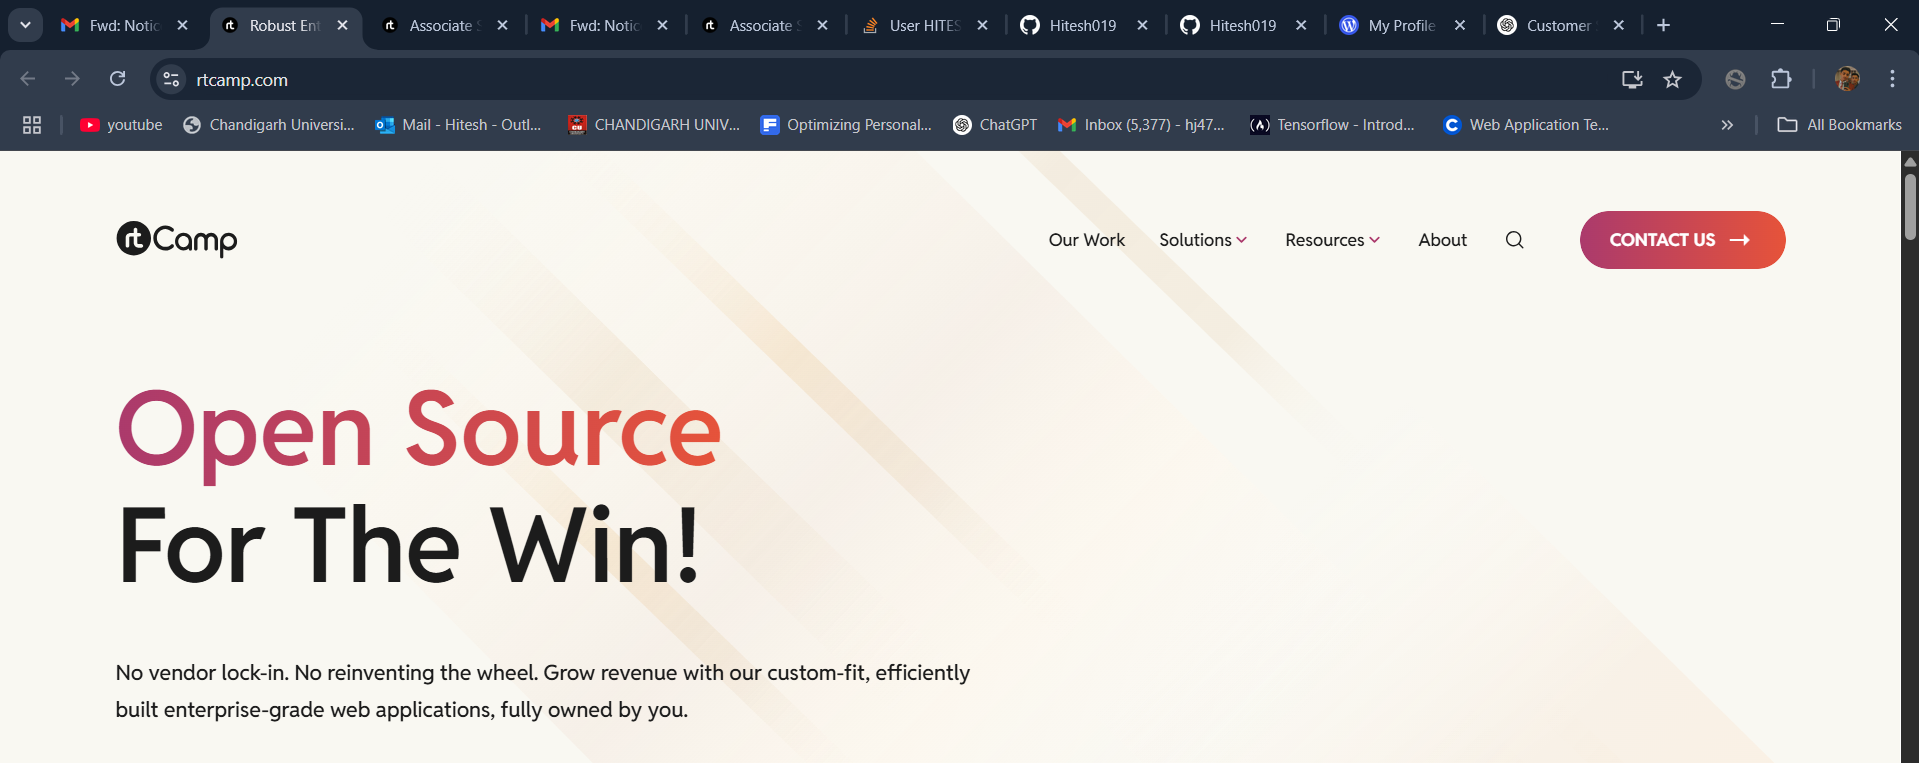 Fwd: Notic
Robust Ent
Associate S
Fwd: Notic
Associate S
User HITES
Hitesh019
Hitesh019
My Profile
Customer
rtcamp.com
youtube
Chandigarh Universi...
Mail - Hitesh - Outl...
CHANDIGARH UNIV...
Optimizing Personal...
ChatGPT
Inbox (5,377) - hj47...
Tensorflow - Introd...
Web Application Te...
All Bookmarks
rtCamp
Our Work
Solutions
Resources
About
CONTACT US
Open Source
For The Win!
No vendor lock-in. No reinventing the wheel. Grow revenue with our custom-fit, efficiently
built enterprise-grade web applications, fully owned by you.